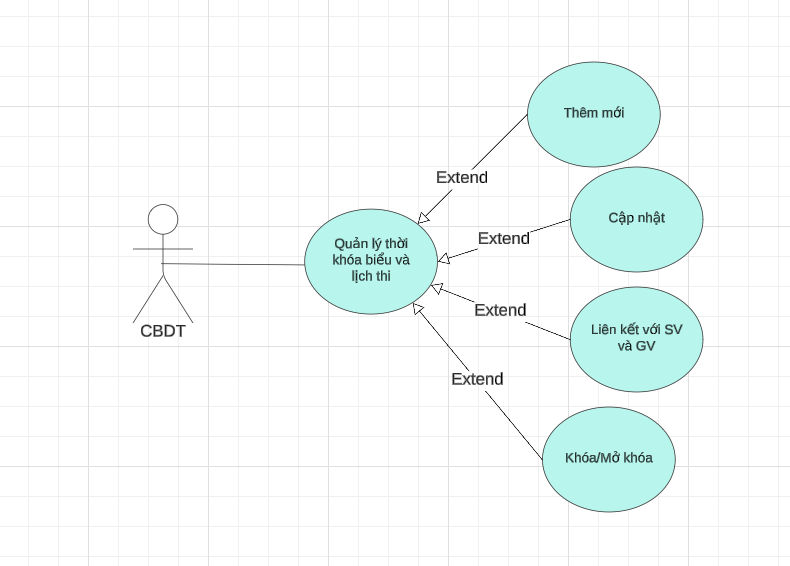 Thêm mới
Extend
Cập nhật
Extend
Quản lý thời
khóa biểu và
lịch thi
Extend
Liên kết với SV
và GV
CBDT
Extend
Khóa/Mở khóa